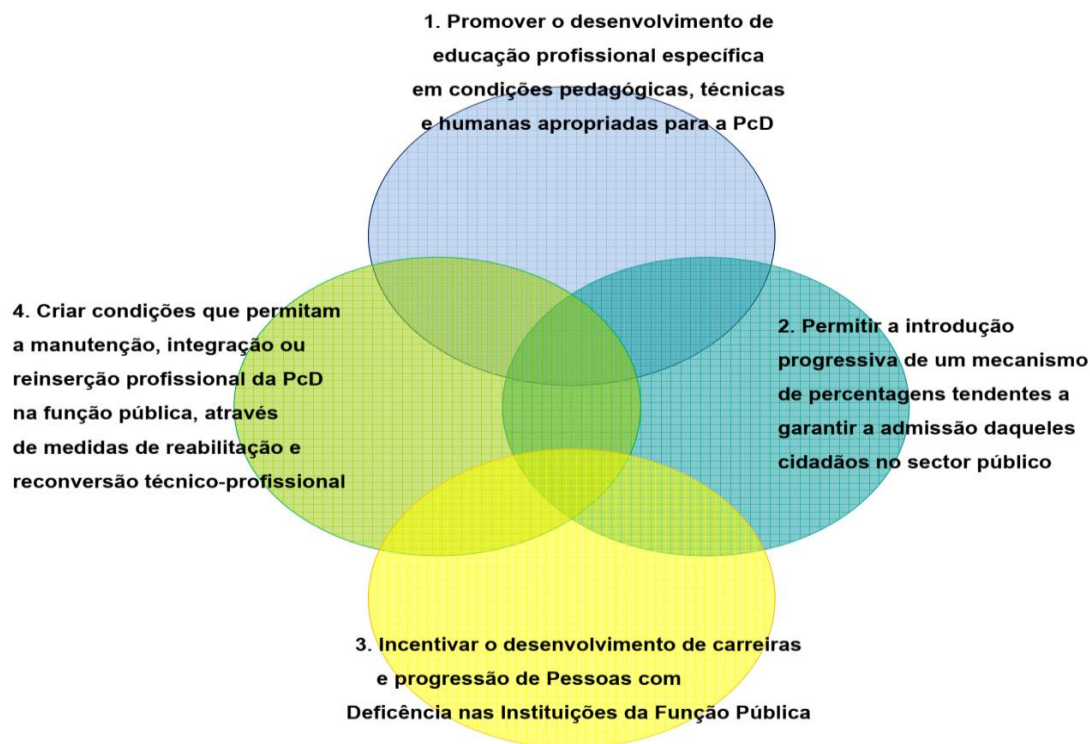 1. Promover o desenvolvimento de
educação profissional específica
em condições pedagógicas, técnicas
e humanas apropriadas para a PcD
2. Permitir a introdução
progressiva de um mecanismo
de percentagens tendentes a
garantir a admissão daqueles
cidadãos no sector público
3. Incentivar o desenvolvimento de carreiras
e progressão de Pessoas com
Deficência nas Instituições da Função Pública
4. Criar condições que permitam
a manutenção, integração ou
reinserção profissional da PcD
na função pública, através
de medidas de reabilitação e
reconversão técnico-profissional